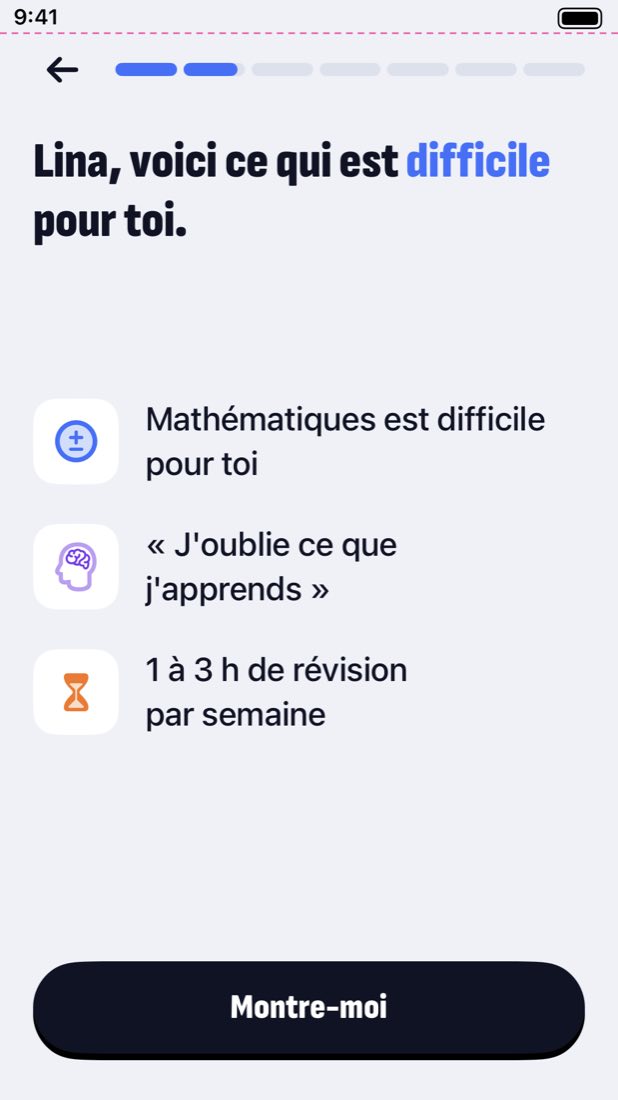 9:41
Lina, voici ce qui est difficile
pour toi.
Mathématiques est difficile
pour toi
« J'oublie ce que
j'apprends »
1 à 3 h de révision
par semaine
Montre-moi